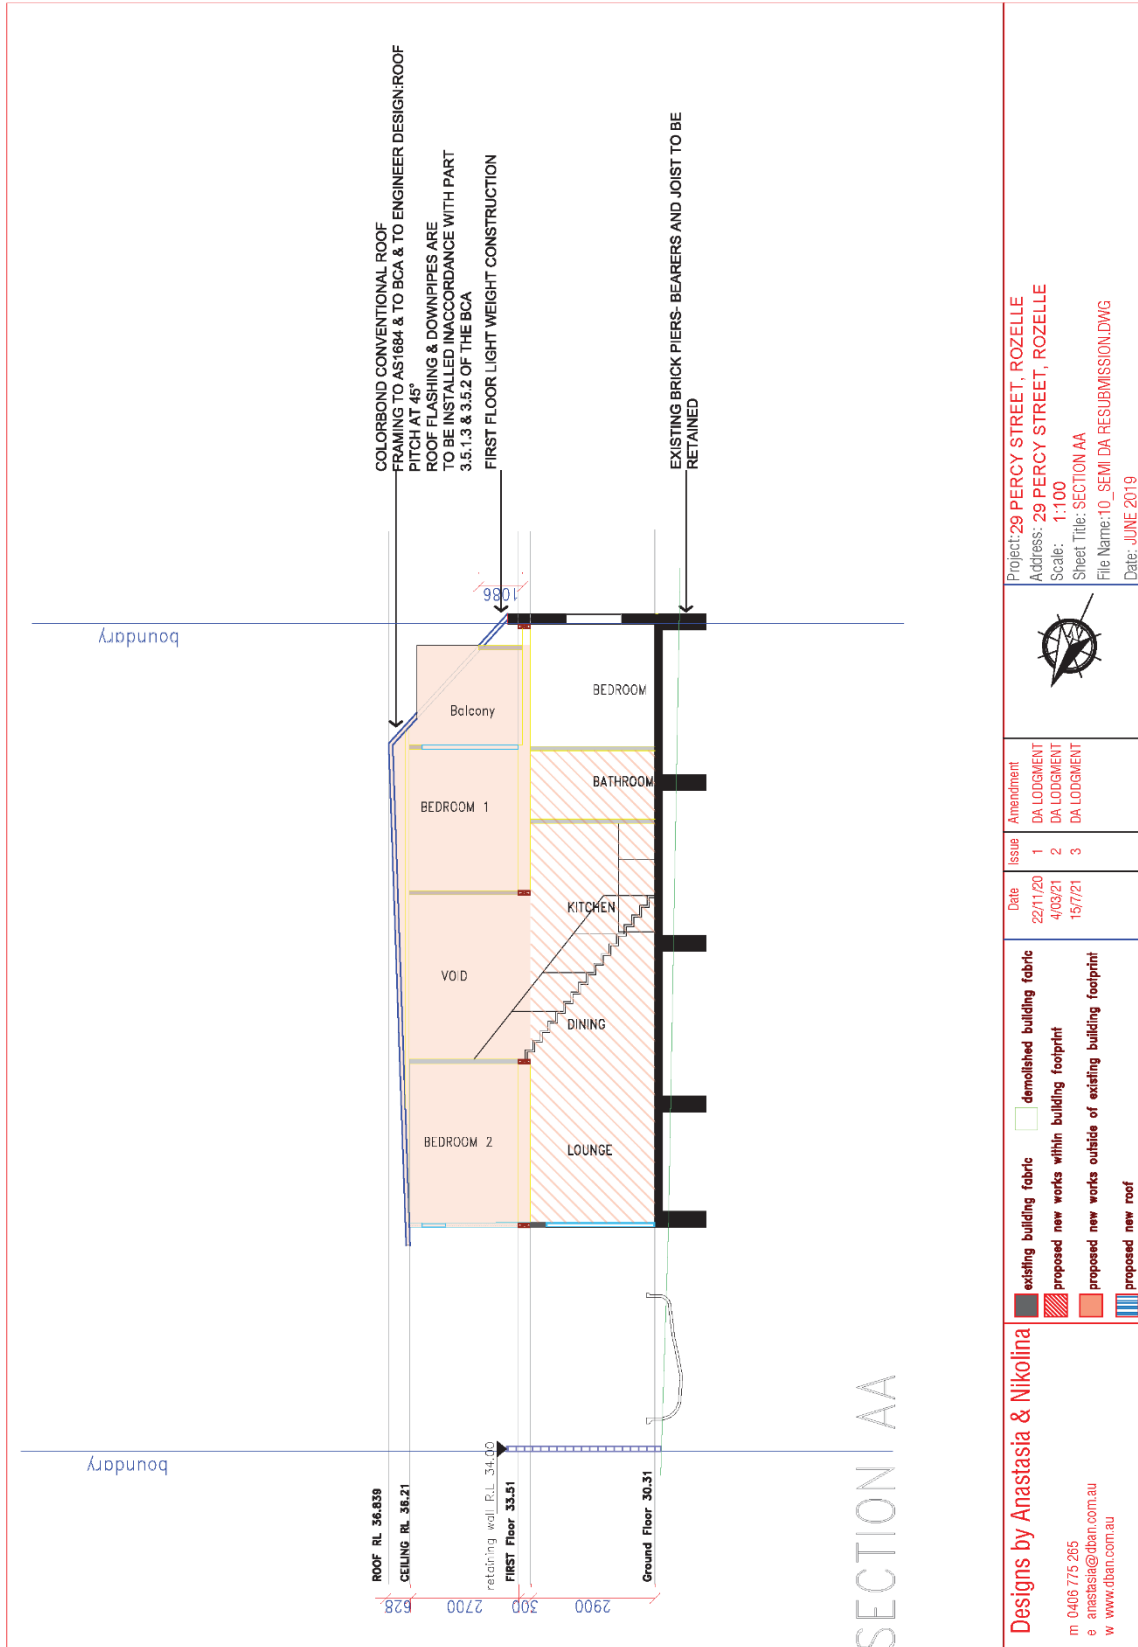 COLORBOND CONVENTIONAL ROOF
FRAMING TO AS1684 & TO BCA & TO ENGINEER DESIGN:ROOF
PITCH AT 45°
ROOF FLASHING & DOWNPIPES ARE
TO BE INSTALLED INACCORDANCE WITH PART
3.5.1.3 & 3.5.2 OF THE BCA
FIRST FLOOR LIGHT WEIGHT CONSTRUCTION
EXISTING BRICK PIERS- BEARERS AND JOIST TO BE
RETAINED
boundary
boundary
1086
Balcony
BEDROOM 1
VOID
BEDROOM 2
BEDROOM
BATHROOM
KITCHEN
DINING
LOUNGE
ROOF RL 36.839
CEILING RL 36.21
retaining wall R.L 34.00
FIRST Floor 33.51
Ground Floor 30.31
628
2700
300
2900
SECTION AA
Designs by Anastasia & Nikolina
m 0406 775 265
e anastasia@dban.com.au
w www.dban.com.au
existing building fabric
demolished building fabric
proposed new works within building footprint
proposed new works outside of existing building footprint
proposed new roof
Date Issue Amendment
22/11/20 1 DA LODGMENT
4/03/21 2 DA LODGMENT
15/7/21 3 DA LODGMENT
Project:29 PERCY STREET, ROZELLE
Address: 29 PERCY STREET, ROZELLE
Scale: 1:100
Sheet Title: SECTION AA
File Name:10_SEMI DA RESUBMISSION.DWG
Date: JUNE 2019